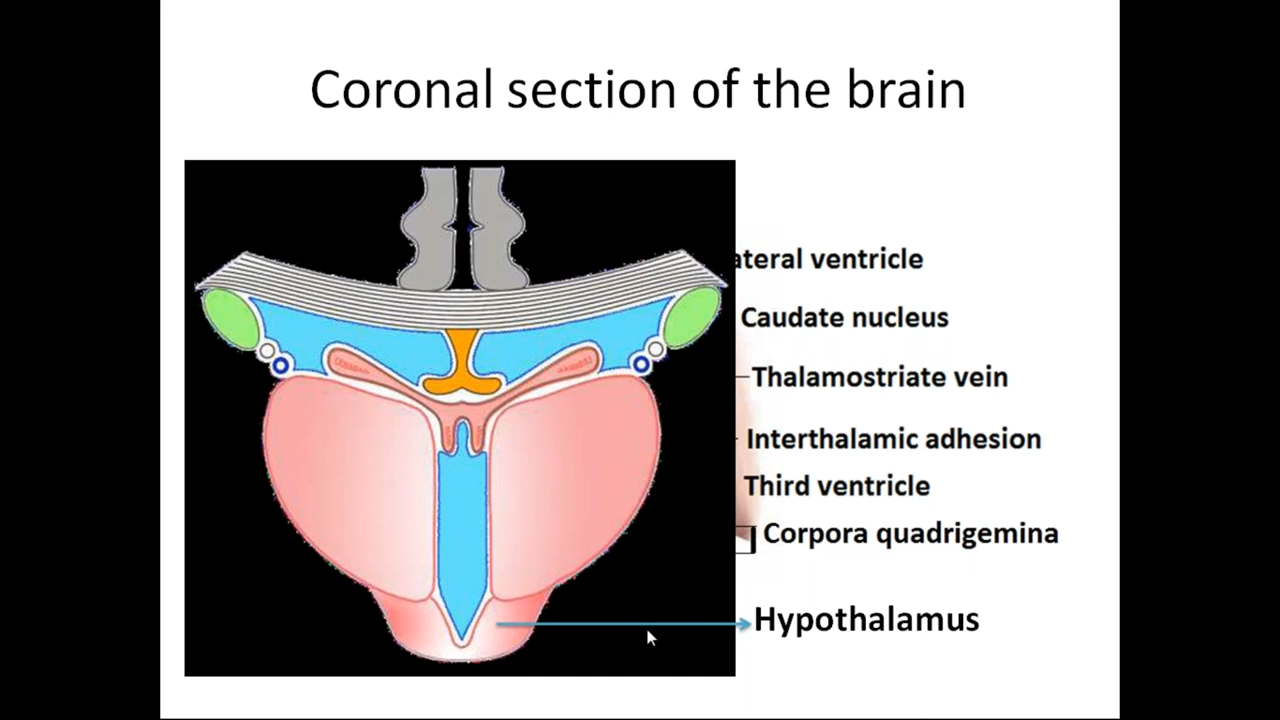 Coronal section of the brain
ateral ventricle
Caudate nucleus
Thalamostriate vein
Interthalamic adhesion
Third ventricle
Corpora quadrigemina
Hypothalamus